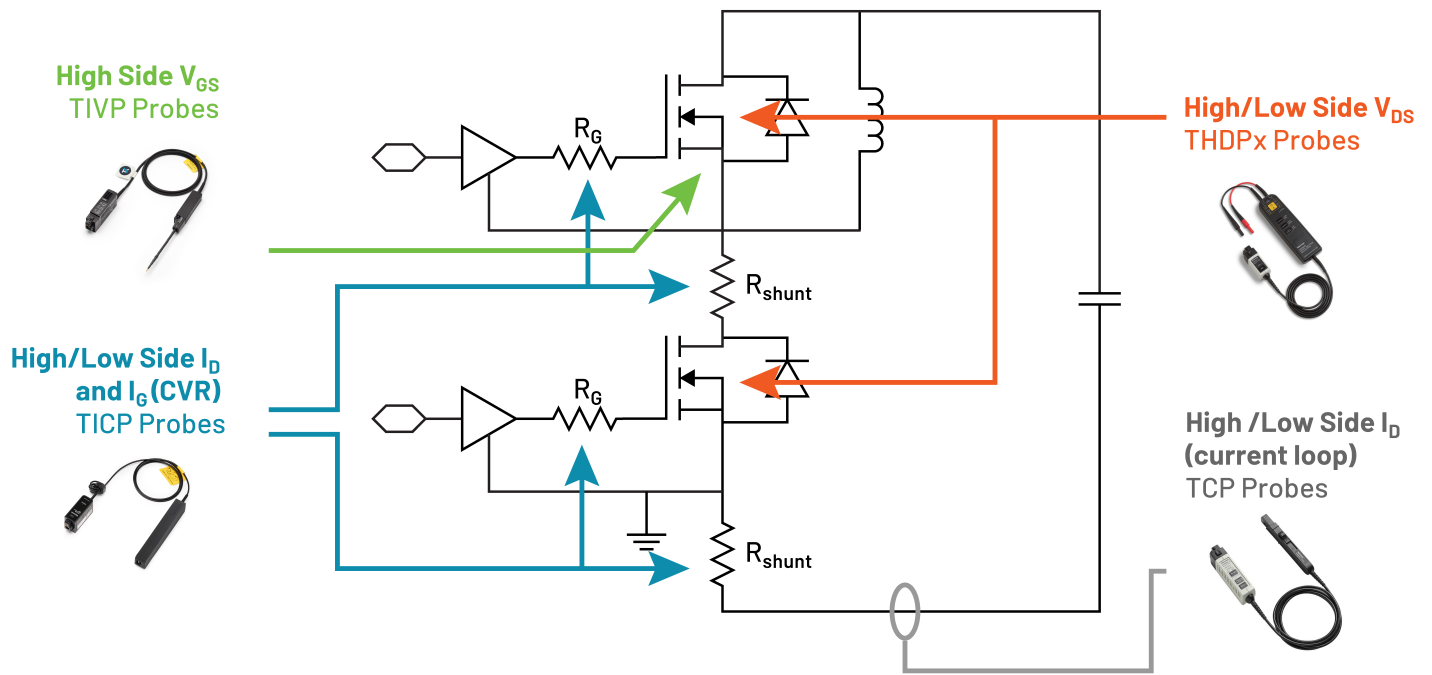 High Side VGS
TIVP Probes
High/Low Side ID
and IG (CVR)
TICP Probes
RG
Rshunt
RG
Rshunt
High/Low Side VDS
THDPx Probes
High /Low Side ID
(current loop)
TCP Probes